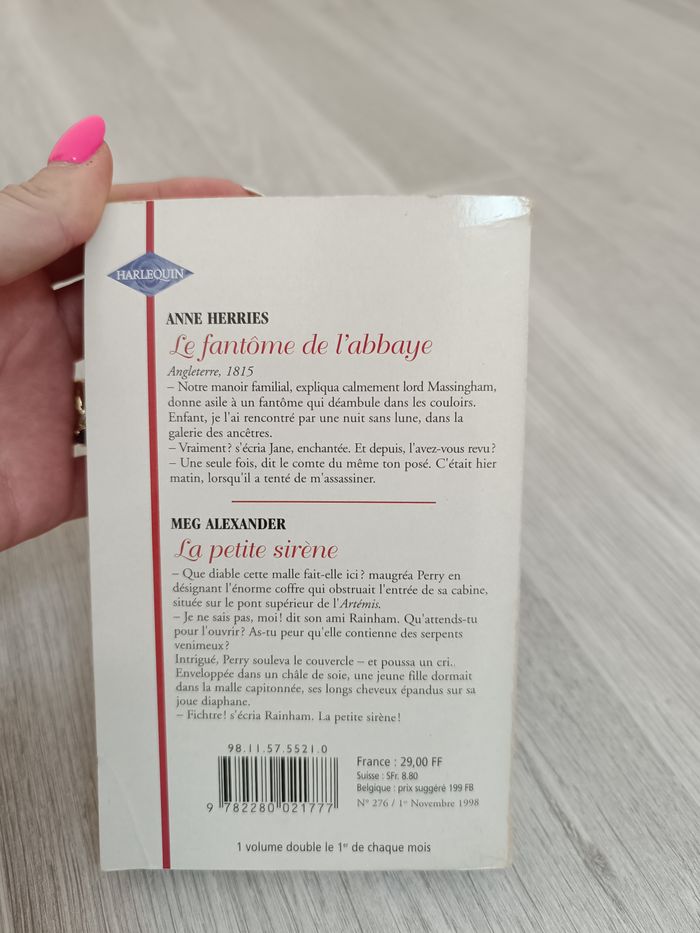 HARLEQUIN
ANNE HERRIES
Le fantôme de l'abbaye
Angleterre, 1815
– Notre manoir familial, expliqua calmement lord Massingham,
donne asile à un fantôme qui déambule dans les couloirs.
Enfant, je l'ai rencontré par une nuit sans lune, dans la
galerie des ancêtres.
– Vraiment? s'écria Jane, enchantée. Et depuis, l'avez-vous revu?
– Une seule fois, dit le comte du même ton posé. C'était hier
matin, lorsqu'il a tenté de m'assassiner.
MEG ALEXANDER
La petite sirène
– Que diable cette malle fait-elle ici? maugréa Perry en
désignant l'énorme coffre qui obstruait l'entrée de sa cabine,
située sur le pont supérieur de l'Artémis.
– Je ne sais pas, moi! dit son ami Rainham. Qu'attends-tu
pour l'ouvrir? As-tu peur qu'elle contienne des serpents
venimeux?
Intrigué, Perry souleva le couvercle – et poussa un cri..
Enveloppée dans un châle de soie, une jeune fille dormait
dans la malle capitonnée, ses longs cheveux épandus sur sa
joue diaphane.
– Fichtre! s'écria Rainham. La petite sirène!
98.11.57.5521.0
9 782280 021777
France : 29,00 FF
Suisse : SFr. 8.80
Belgique : prix suggéré 199 FB
N° 276 / 1er Novembre 1998
1 volume double le 1er de chaque mois